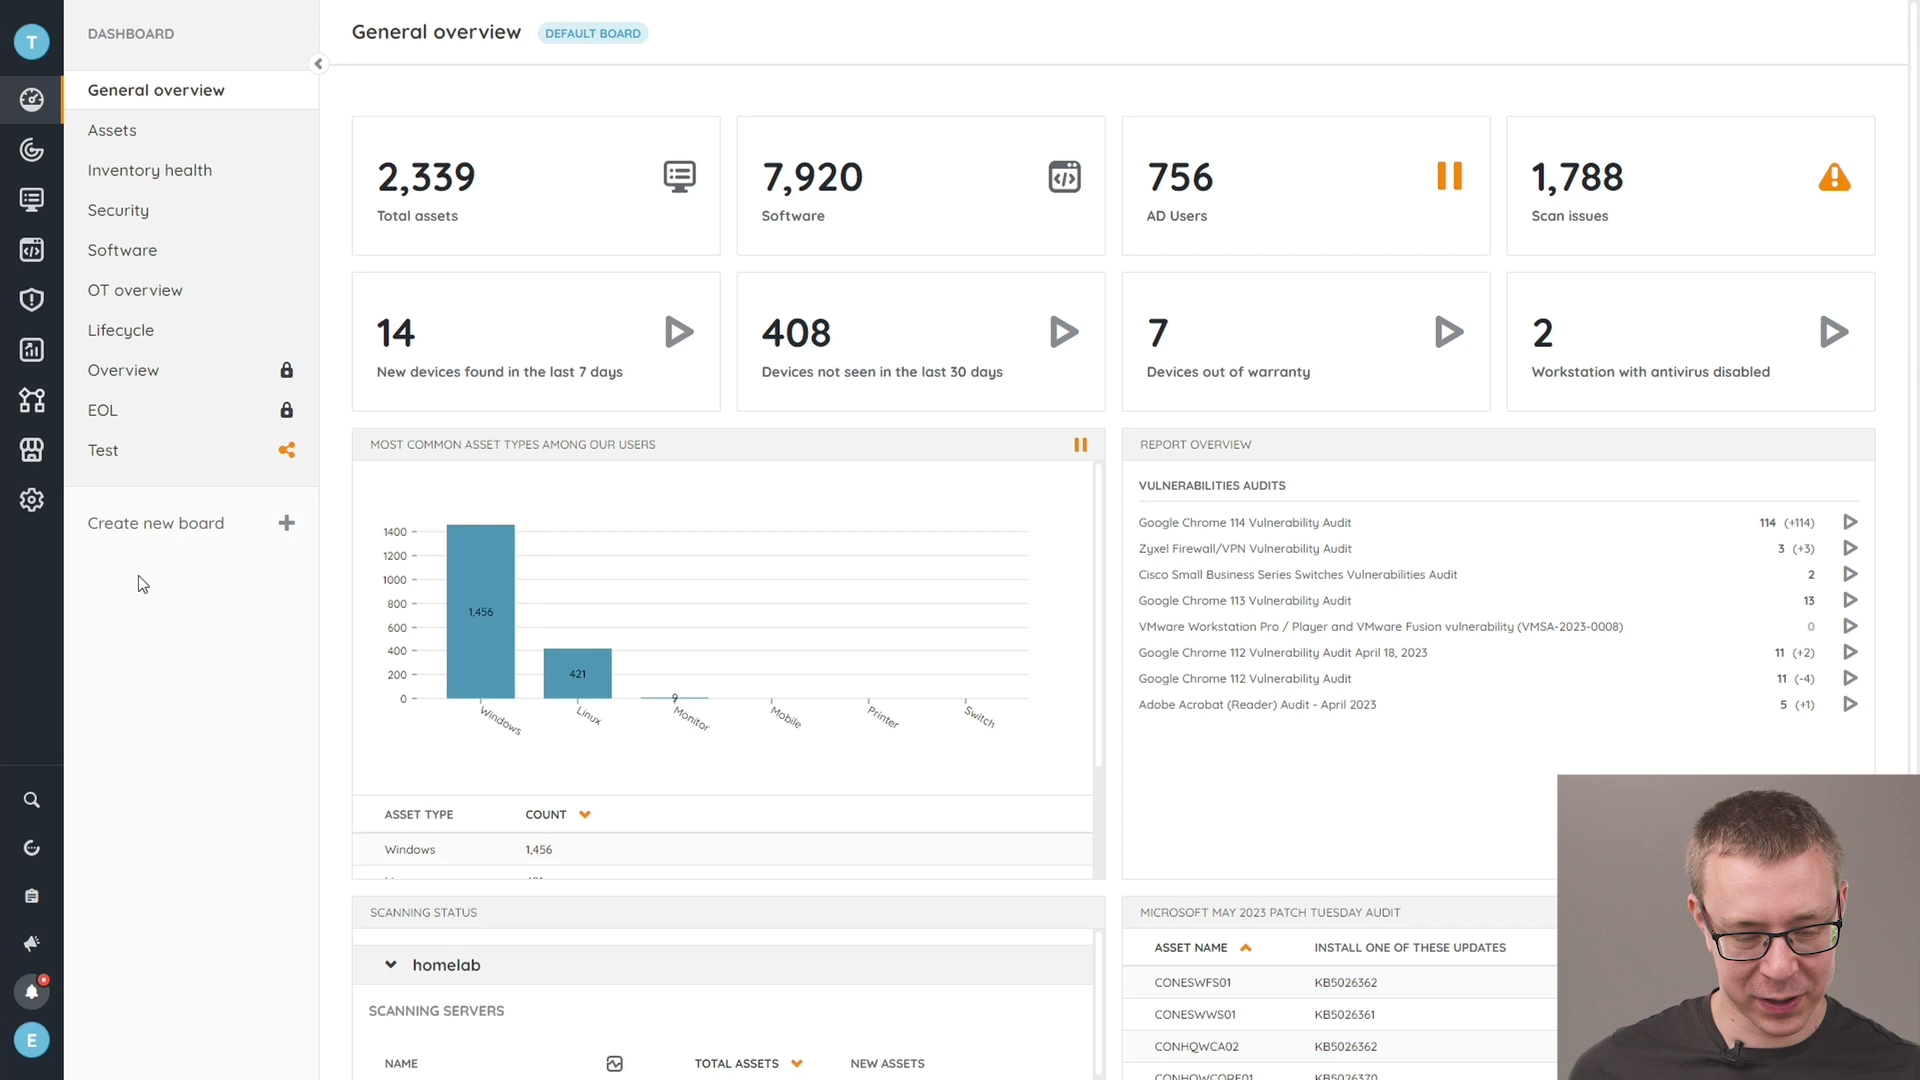 T
DASHBOARD
General overview
Assets
Inventory health
Security
Software
OT overview
Lifecycle
Overview
EOL
Test
Create new board
E
General overview DEFAULT BOARD
2,339
Total assets
7,920
Software
756
AD Users
1,788
Scan issues
14
New devices found in the last 7 days
408
Devices not seen in the last 30 days
7
Devices out of warranty
2
Workstation with antivirus disabled
MOST COMMON ASSET TYPES AMONG OUR USERS
1400
1200
1000
800
600
400
200
0
1,456
421
9
Windows
Linux
Monitor
Mobile
Printer
Switch
ASSET TYPE COUNT
Windows 1,456
REPORT OVERVIEW
VULNERABILITIES AUDITS
Google Chrome 114 Vulnerability Audit 114 (+114)
Zyxel Firewall/VPN Vulnerability Audit 3 (+3)
Cisco Small Business Series Switches Vulnerabilities Audit 2
Google Chrome 113 Vulnerability Audit 13
VMware Workstation Pro / Player and VMware Fusion vulnerability (VMSA-2023-0008) 0
Google Chrome 112 Vulnerability Audit April 18, 2023 11 (+2)
Google Chrome 112 Vulnerability Audit 11 (-4)
Adobe Acrobat (Reader) Audit - April 2023 5 (+1)
SCANNING STATUS
homelab
SCANNING SERVERS
NAME TOTAL ASSETS NEW ASSETS
MICROSOFT MAY 2023 PATCH TUESDAY AUDIT
ASSET NAME INSTALL ONE OF THESE UPDATES
CONESWFS01 KB5026362
CONESWWS01 KB5026361
CONHQWCA02 KB5026362
CONHQWCORE01 KB5026370